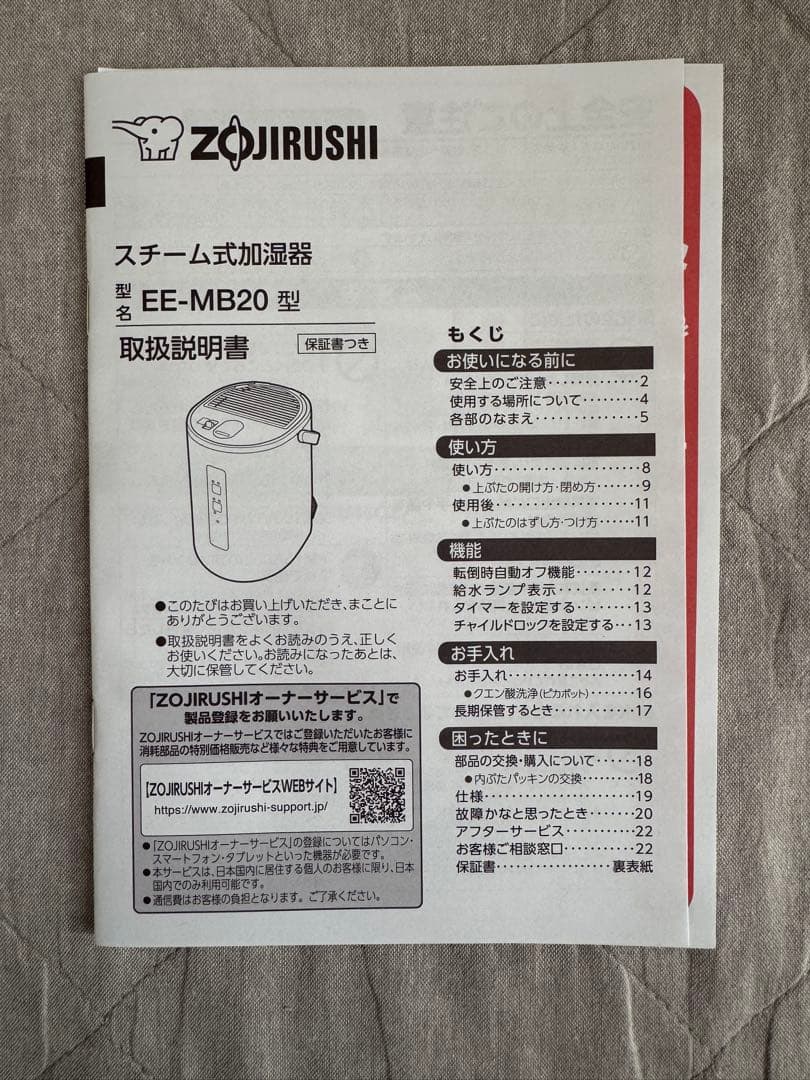 ZOJIRUSHI
スチーム式加湿器
型名 EE-MB20 型
取扱説明書 保証書つき
●このたびはお買い上げいただき、まことに
ありがとうございます。
●取扱説明書をよくお読みのうえ、正しく
お使いください。お読みになったあとは、
大切に保管してください。
「ZOJIRUSHIオーナーサービス」で
製品登録をお願いいたします。
ZOJIRUSHIオーナーサービスではご登録いただいたお客様に
消耗部品の特別価格販売など様々な特典をご用意しています。
【ZOJIRUSHIオーナーサービスWEBサイト】
https://www.zojirushi-support.jp/
●「ZOJIRUSHIオーナーサービス」の登録についてはパソコン・
スマートフォン・タブレットといった機器が必要です。
●本サービスは、日本国内に居住する個人のお客様に限り、日本
国内でのみ利用可能です。
●通信費はお客様の負担となります。ご了承ください。
もくじ
お使いになる前に
安全上のご注意・・・・・・・・・・・・・2
使用する場所について・・・・・・・・4
各部のなまえ・・・・・・・・・・・・・・5
使い方
使い方・・・・・・・・・・・・・・・・・・・・8
●上ぶたの開け方・閉め方・・・・・・9
使用後・・・・・・・・・・・・・・・・・・11
●上ぶたのはずし方・つけ方・・・・・11
機能
転倒時自動オフ機能・・・・・・・・12
給水ランプ表示・・・・・・・・・・12
タイマーを設定する・・・・・・・・13
チャイルドロックを設定する・・・13
お手入れ
お手入れ・・・・・・・・・・・・・・・・・14
●クエン酸洗浄(ピカポット)・・・・・・16
長期保管するとき・・・・・・・・・・17
困ったときに
部品の交換・購入について・・・・・・18
●内ぶたパッキンの交換・・・・・・・・18
仕様・・・・・・・・・・・・・・・・・・・・19
故障かなと思ったとき・・・・・・・20
アフターサービス・・・・・・・・・・22
お客様ご相談窓口・・・・・・・・・・22
保証書・・・・・・・・・・・・・・・裏表紙